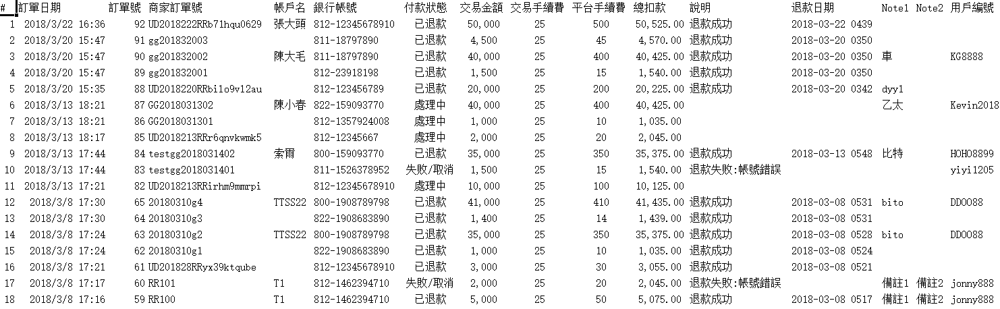 # 訂單日期 訂單號 商家訂單號 帳戶名 銀行帳號 付款狀態 交易金額 交易手續費 平台手續費 總扣款 說明 退款日期 Note1 Note2 用戶編號
1 2018/3/22 16:36 92 UD2018222RRb71hqu0629 張大頭 812-12345678910 已退款 50,000 25 500 50,525.00 退款成功 2018-03-22 0439
2 2018/3/20 15:47 91 gg201832003 811-18797890 已退款 4,500 25 45 4,570.00 退款成功 2018-03-20 0350
3 2018/3/20 15:47 90 gg201832002 陳大毛 811-18797890 已退款 40,000 25 400 40,425.00 退款成功 2018-03-20 0350 車 KG8888
4 2018/3/20 15:47 89 gg201832001 812-23918198 已退款 1,500 25 15 1,540.00 退款成功 2018-03-20 0350
5 2018/3/20 15:35 88 UD2018220RRbi1o9vl2au 812-123456789 已退款 20,000 25 200 20,225.00 退款成功 2018-03-20 0342 dyy1
6 2018/3/13 18:21 87 GG2018031302 陳小春 822-159093770 處理中 40,000 25 400 40,425.00 乙太 Kevin2018
7 2018/3/13 18:21 86 GG2018031301 812-1357924008 處理中 1,000 25 10 1,035.00
8 2018/3/13 18:17 85 UD2018213RRr6qnvkwmk5 812-12345667 處理中 2,000 25 20 2,045.00
9 2018/3/13 17:44 84 testgg2018031402 索爾 800-159093770 已退款 35,000 25 350 35,375.00 退款成功 2018-03-13 0548 比特 HOHO8899
10 2018/3/13 17:44 83 testgg2018031401 811-1526378952 失敗/取消 1,500 25 15 1,540.00 退款失敗:帳號錯誤 yiyi1205
11 2018/3/13 17:21 82 UD2018213RRirhm9mmrpi 812-12345678910 處理中 10,000 25 100 10,125.00
12 2018/3/8 17:30 65 20180310g4 TTSS22 800-1908789798 已退款 41,000 25 410 41,435.00 退款成功 2018-03-08 0531 bito DDOO88
13 2018/3/8 17:30 64 20180310g3 822-1908683890 已退款 1,400 25 14 1,439.00 退款成功 2018-03-08 0531
14 2018/3/8 17:24 63 20180310g2 TTSS22 800-1908789798 已退款 35,000 25 350 35,375.00 退款成功 2018-03-08 0528 bito DDOO88
15 2018/3/8 17:24 62 20180310g1 822-1908683890 已退款 1,000 25 10 1,035.00 退款成功 2018-03-08 0524
16 2018/3/8 17:21 61 UD201828RRyx39ktqube 812-12345678910 已退款 3,000 25 30 3,055.00 退款成功 2018-03-08 0521
17 2018/3/8 17:17 60 RR101 T1 812-1462394710 失敗/取消 2,000 25 20 2,045.00 退款失敗:帳號錯誤 備註1 備註2 jonny888
18 2018/3/8 17:16 59 RR100 T1 812-1462394710 已退款 5,000 25 50 5,075.00 退款成功 2018-03-08 0517 備註1 備註2 jonny888